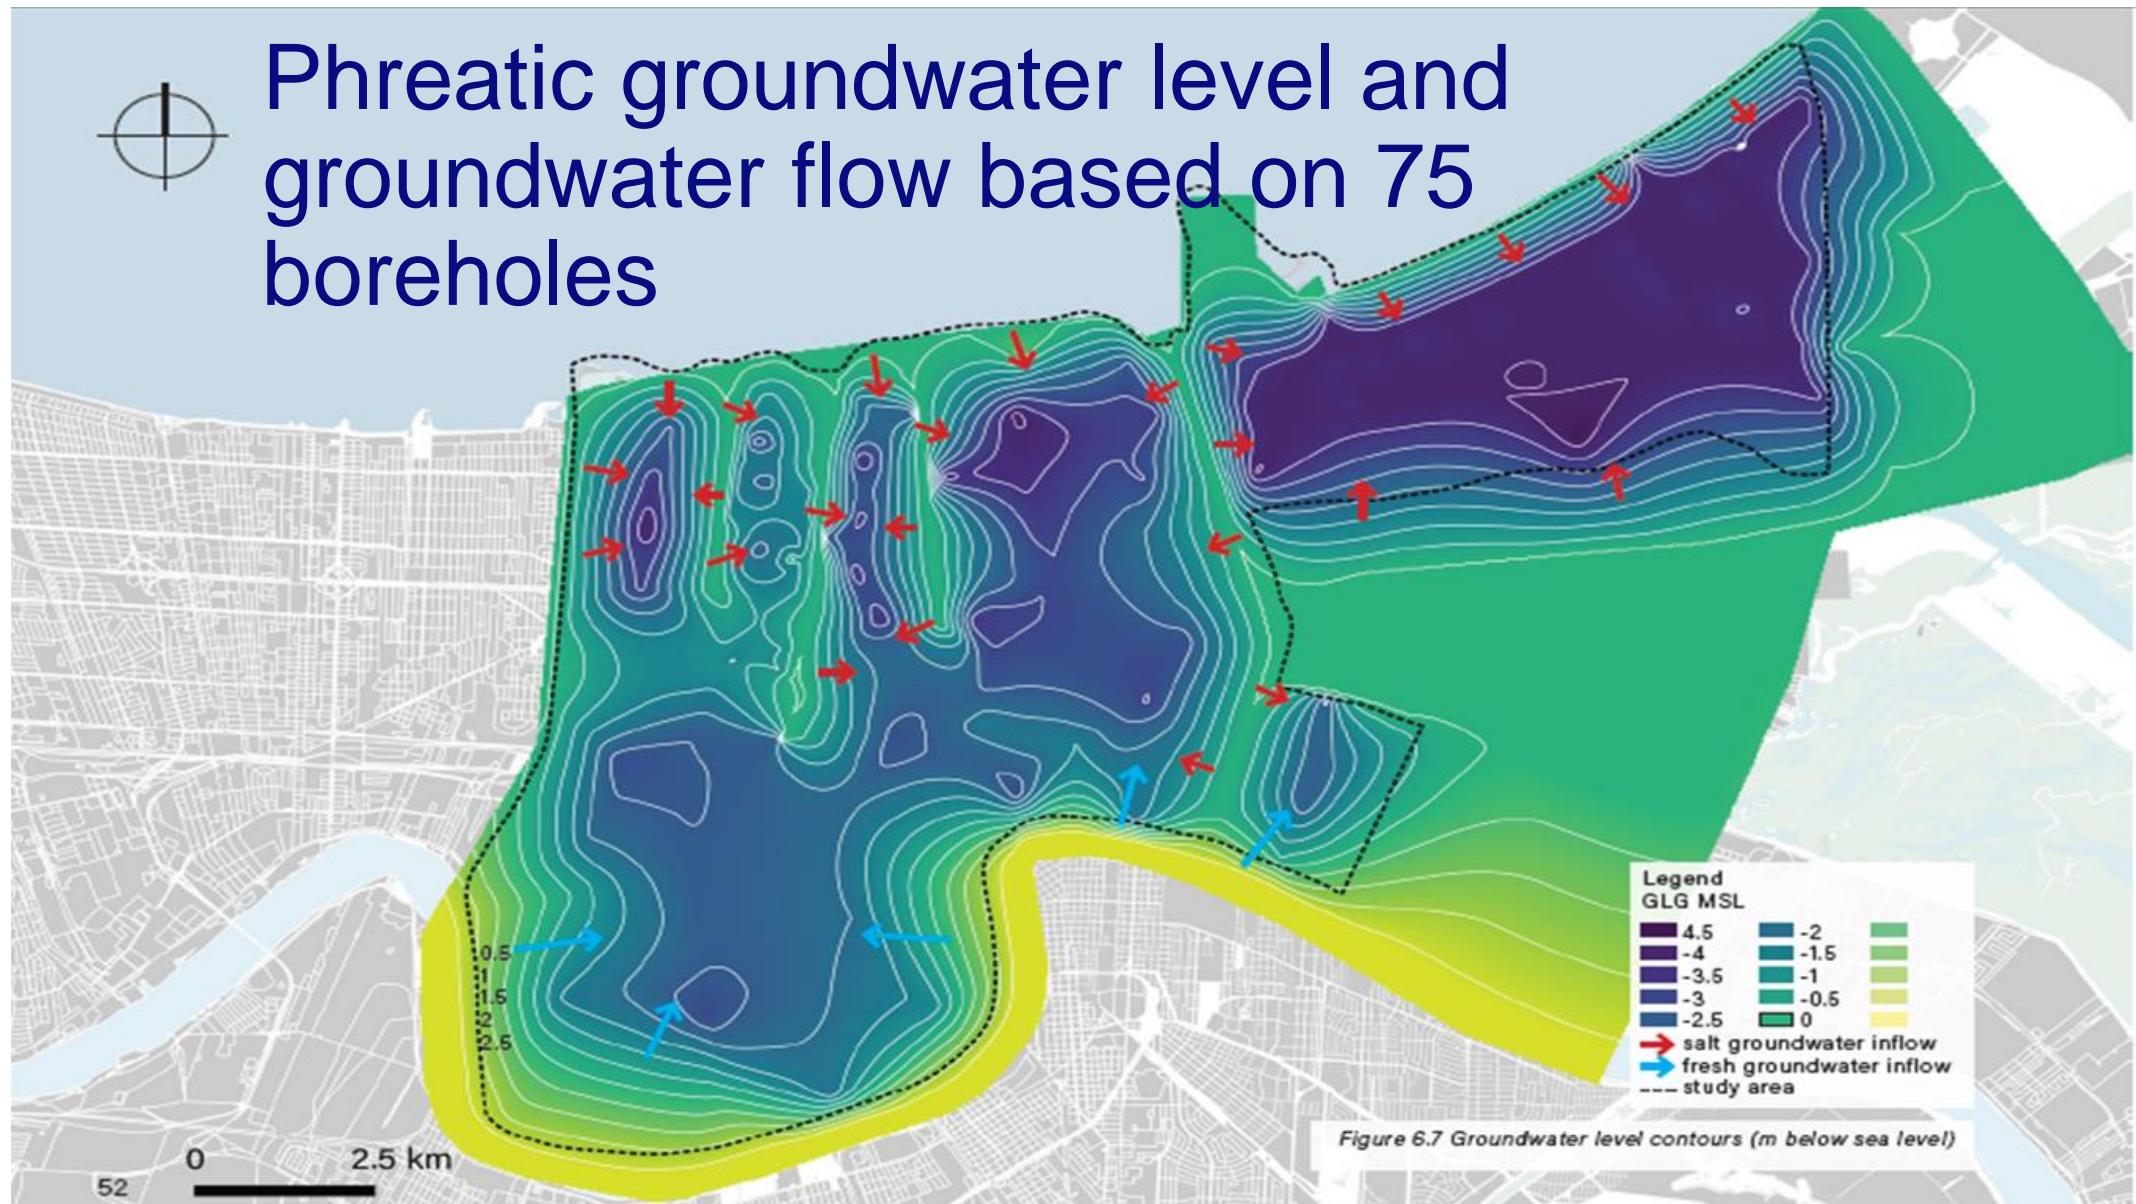 Phreatic groundwater level and
groundwater flow based on 75
boreholes
0.5
1
1.5
2
2.5
Legend
GLG MSL
4.5 -2
-4 -1.5
-3.5 -1
-3 -0.5
-2.5 0
salt groundwater inflow
fresh groundwater inflow
study area
Figure 6.7 Groundwater level contours (m below sea level)
0 2.5 km
52